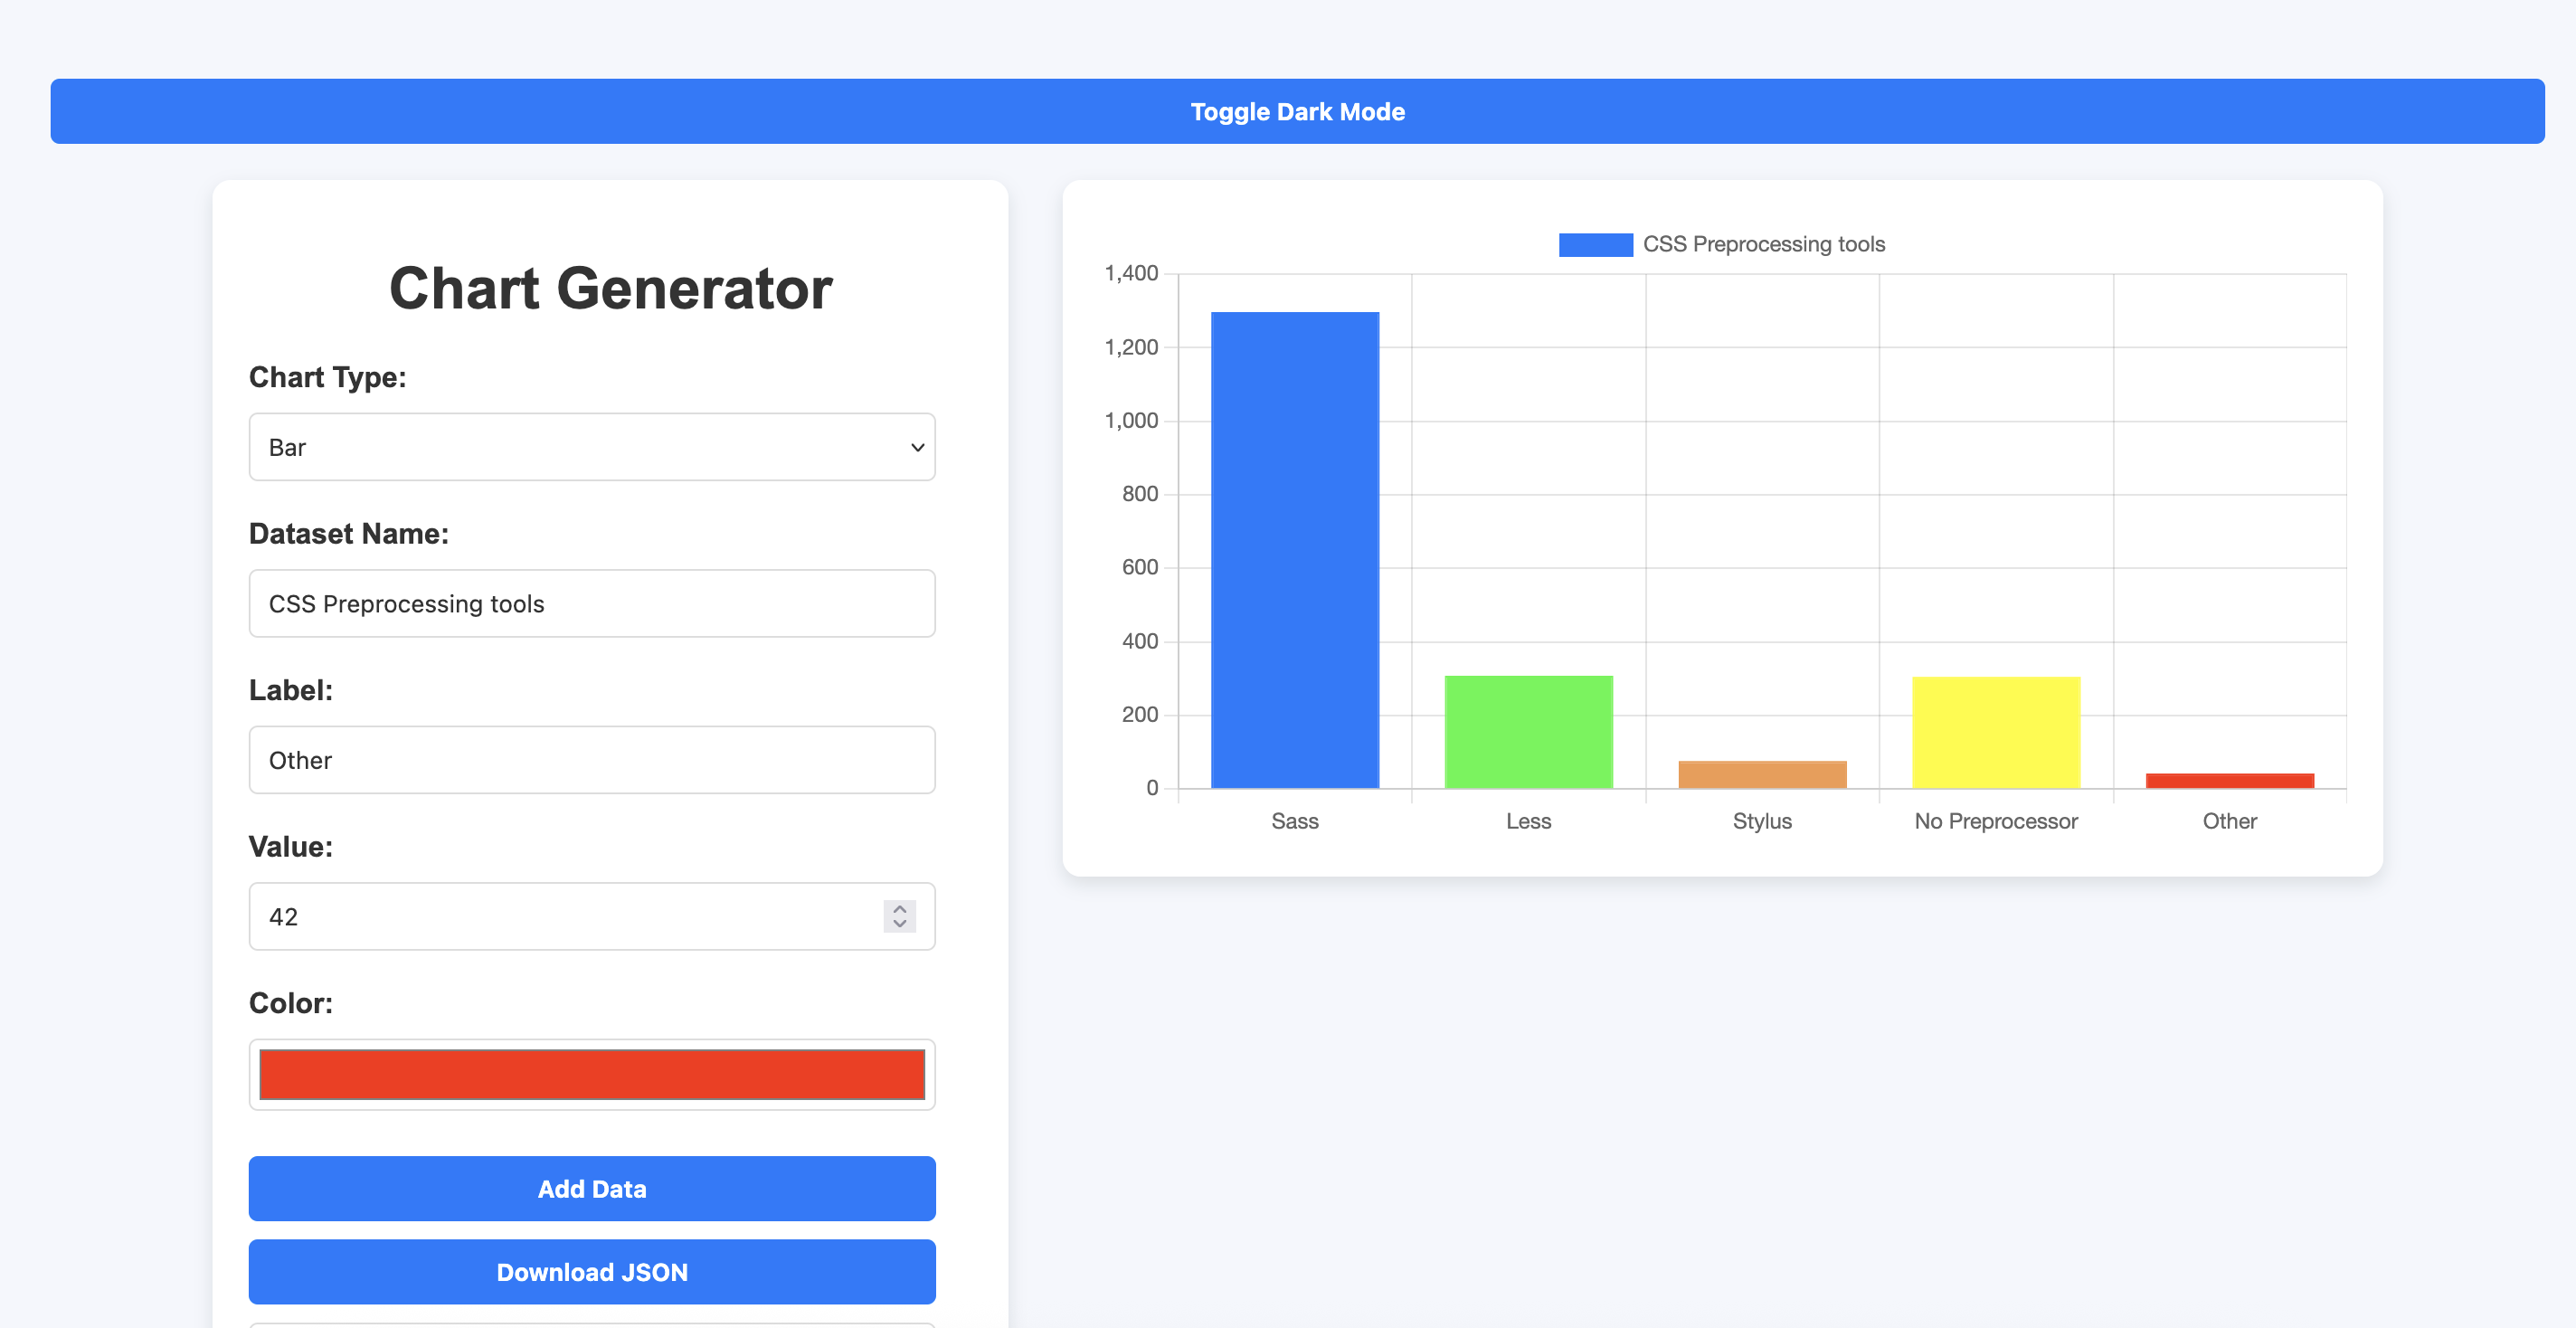 Toggle Dark Mode
Chart Generator
Chart Type:
Bar
Dataset Name:
CSS Preprocessing tools
Label:
Other
Value:
42
Color:
Add Data
Download JSON
CSS Preprocessing tools
1,400
1,200
1,000
800
600
400
200
0
Sass Less Stylus No Preprocessor Other